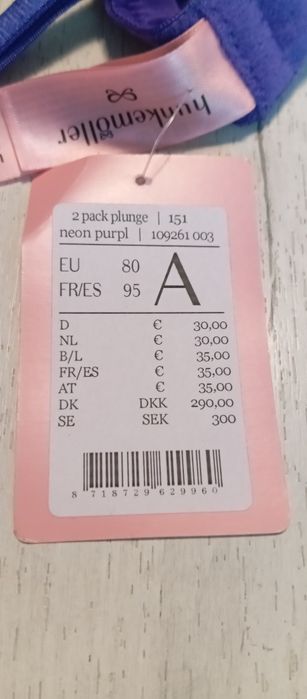 hunkemöller
2 pack plunge | 151
neon purpl | 109261 003
EU 80 A
FR/ES 95
D € 30,00
NL € 30,00
B/L € 35,00
FR/ES € 35,00
AT € 35,00
DK DKK 290,00
SE SEK 300
8 718729 629960